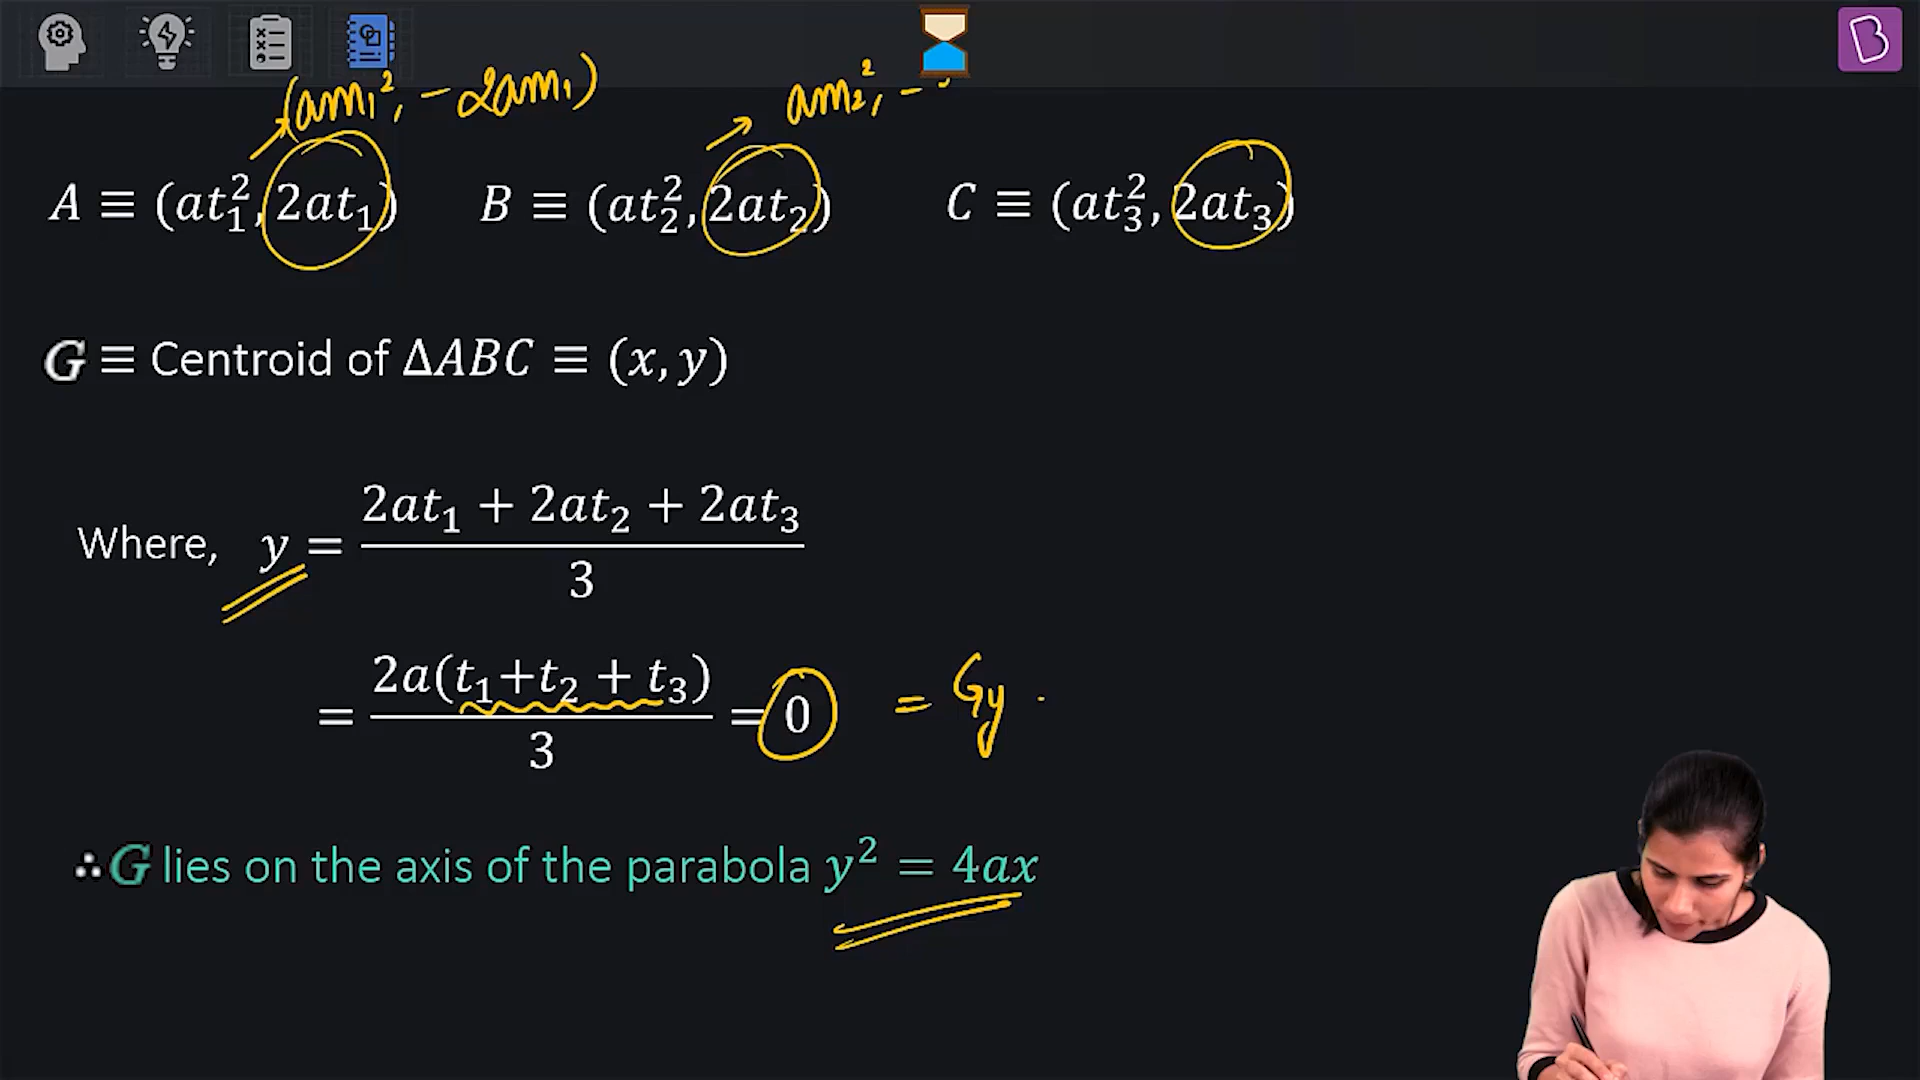 (am₁², -2am₁) am₂², -
A ≡ (at₁², 2at₁) B ≡ (at₂², 2at₂) C ≡ (at₃², 2at₃)
G ≡ Centroid of ΔABC ≡ (x, y)
Where, y = (2at₁ + 2at₂ + 2at₃)/3
= 2a(t₁+t₂ + t₃)/3 = 0 = Gy
∴ G lies on the axis of the parabola y² = 4ax